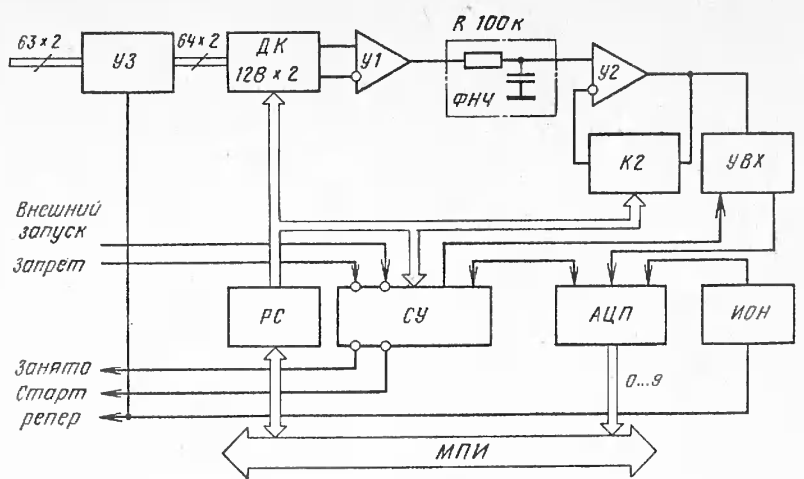 R 100к
63×2
УЗ
64×2
ДК
128 × 2
У1
ФНЧ
У2
К2
УВХ
Внешний
запуск
Запрет
РС
СУ
АЦП
ИОН
Занято
Старт
репер
0...9
МПИ